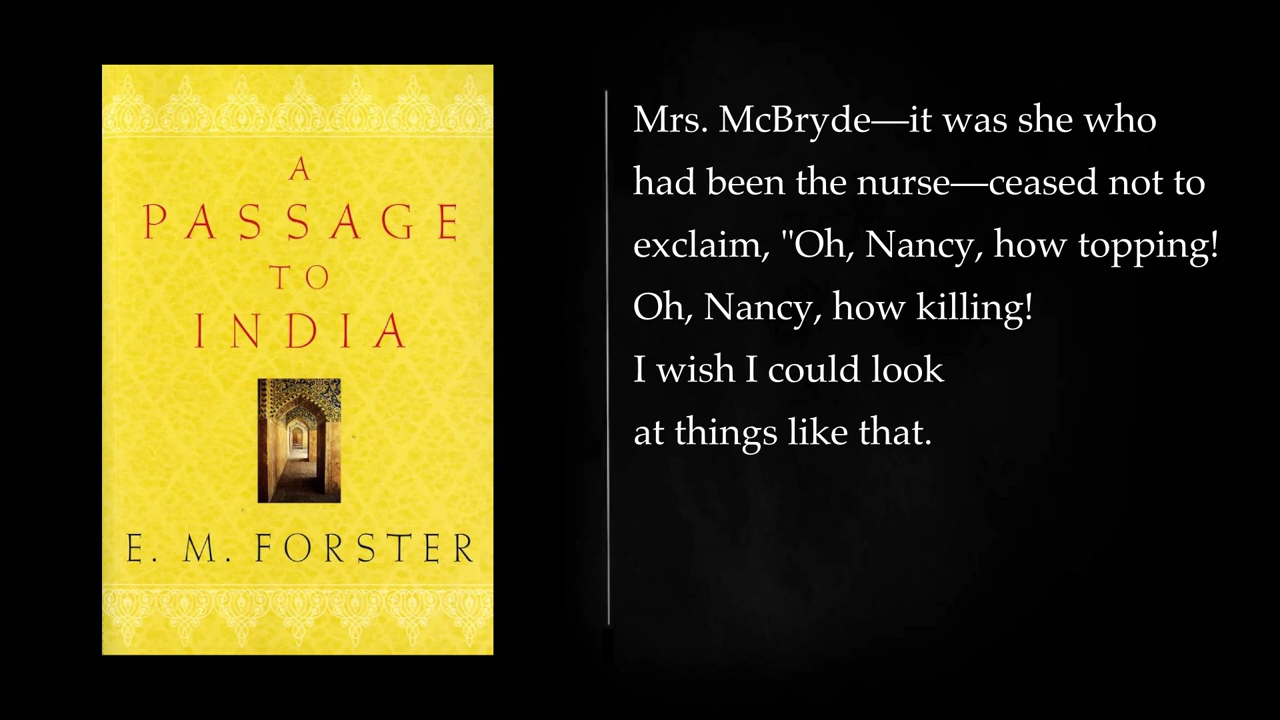 A
PASSAGE
TO
INDIA
E. M. FORSTER
Mrs. McBryde—it was she who
had been the nurse—ceased not to
exclaim, "Oh, Nancy, how topping!
Oh, Nancy, how killing!
I wish I could look
at things like that.